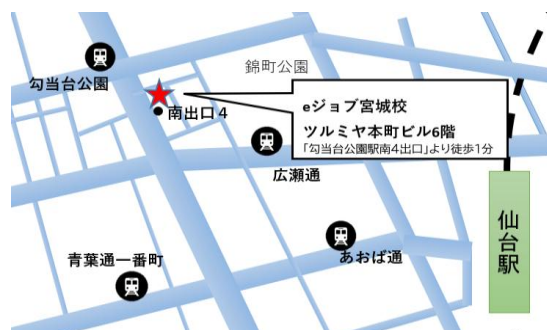 錦町公園
勾当台公園
南出口4
eジョブ宮城校
ツルミヤ本町ビル6階
「勾当台公園駅南4出口」より徒歩1分
広瀬通
仙台駅
あおば通
青葉通一番町